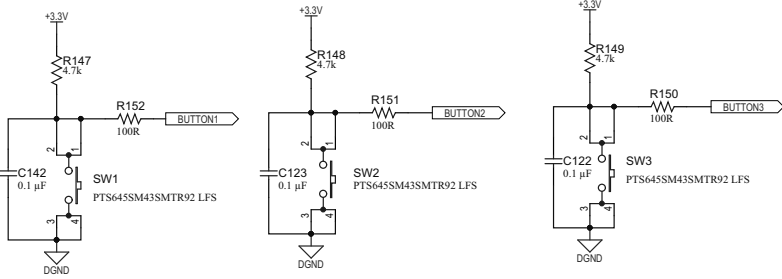 +3.3V
R147
4.7k
R152
100R
BUTTON1
2
1
C142
0.1 µF
SW1
PTS645SM43SMTR92 LFS
3
4
DGND
+3.3V
R148
4.7k
R151
100R
BUTTON2
2
1
C123
0.1 µF
SW2
PTS645SM43SMTR92 LFS
3
4
DGND
+3.3V
R149
4.7k
R150
100R
BUTTON3
2
1
C122
0.1 µF
SW3
PTS645SM43SMTR92 LFS
3
4
DGND